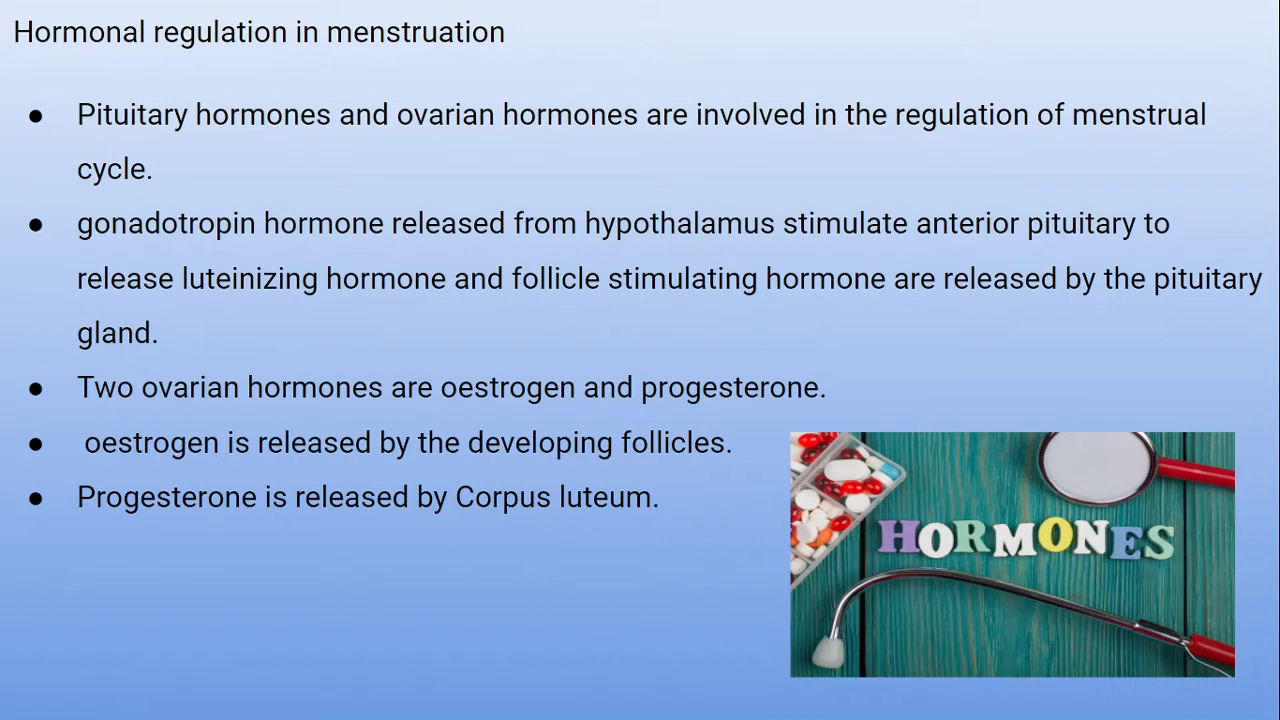 Hormonal regulation in menstruation
● Pituitary hormones and ovarian hormones are involved in the regulation of menstrual
cycle.
● gonadotropin hormone released from hypothalamus stimulate anterior pituitary to
release luteinizing hormone and follicle stimulating hormone are released by the pituitary
gland.
● Two ovarian hormones are oestrogen and progesterone.
● oestrogen is released by the developing follicles.
● Progesterone is released by Corpus luteum.
HORMONES